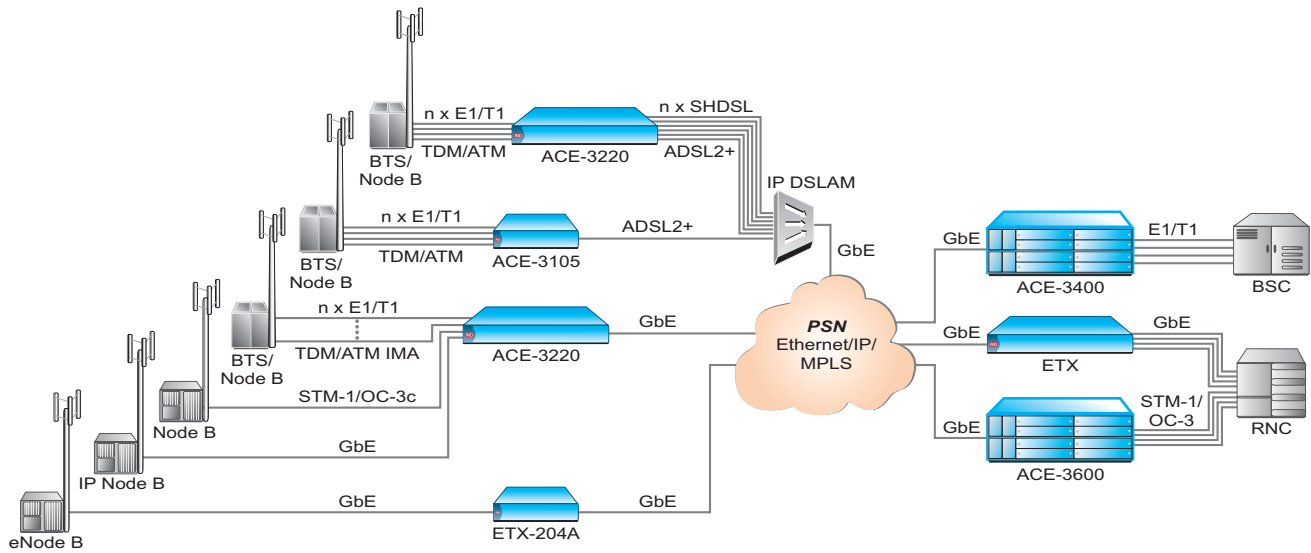 n x E1/T1
TDM/ATM
BTS/
Node B
ACE-3220
n x SHDSL
ADSL2+
IP DSLAM
n x E1/T1
TDM/ATM
BTS/
Node B
ACE-3105
ADSL2+
GbE
n x E1/T1
TDM/ATM IMA
BTS/
Node B
ACE-3220
GbE
STM-1/OC-3c
Node B
GbE
IP Node B
GbE
eNode B
ETX-204A
GbE
PSN
Ethernet/IP/
MPLS
GbE
ACE-3400
E1/T1
BSC
GbE
ETX
GbE
GbE
ACE-3600
STM-1/
OC-3
RNC